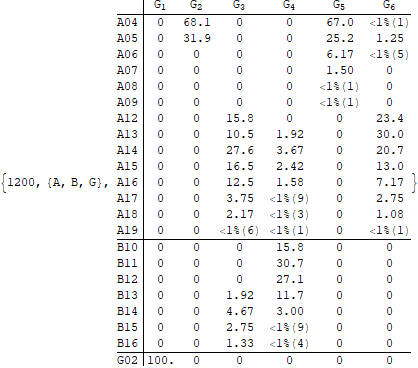 G₁ G₂ G₃ G₄ G₅ G₆
A04 0 68.1 0 0 67.0 <1%(1)
A05 0 31.9 0 0 25.2 1.25
A06 0 0 0 0 6.17 <1%(5)
A07 0 0 0 0 1.50 0
A08 0 0 0 0 <1%(1) 0
A09 0 0 0 0 <1%(1) 0
A12 0 0 15.8 0 0 23.4
A13 0 0 10.5 1.92 0 30.0
A14 0 0 27.6 3.67 0 20.7
A15 0 0 16.5 2.42 0 13.0
{1200, {A, B, G}, A16 0 0 12.5 1.58 0 7.17 }
A17 0 0 3.75 <1%(9) 0 2.75
A18 0 0 2.17 <1%(3) 0 1.08
A19 0 0 <1%(6) <1%(1) 0 <1%(1)
B10 0 0 0 15.8 0 0
B11 0 0 0 30.7 0 0
B12 0 0 0 27.1 0 0
B13 0 0 1.92 11.7 0 0
B14 0 0 4.67 3.00 0 0
B15 0 0 2.75 <1%(9) 0 0
B16 0 0 1.33 <1%(4) 0 0
G02 100. 0 0 0 0 0